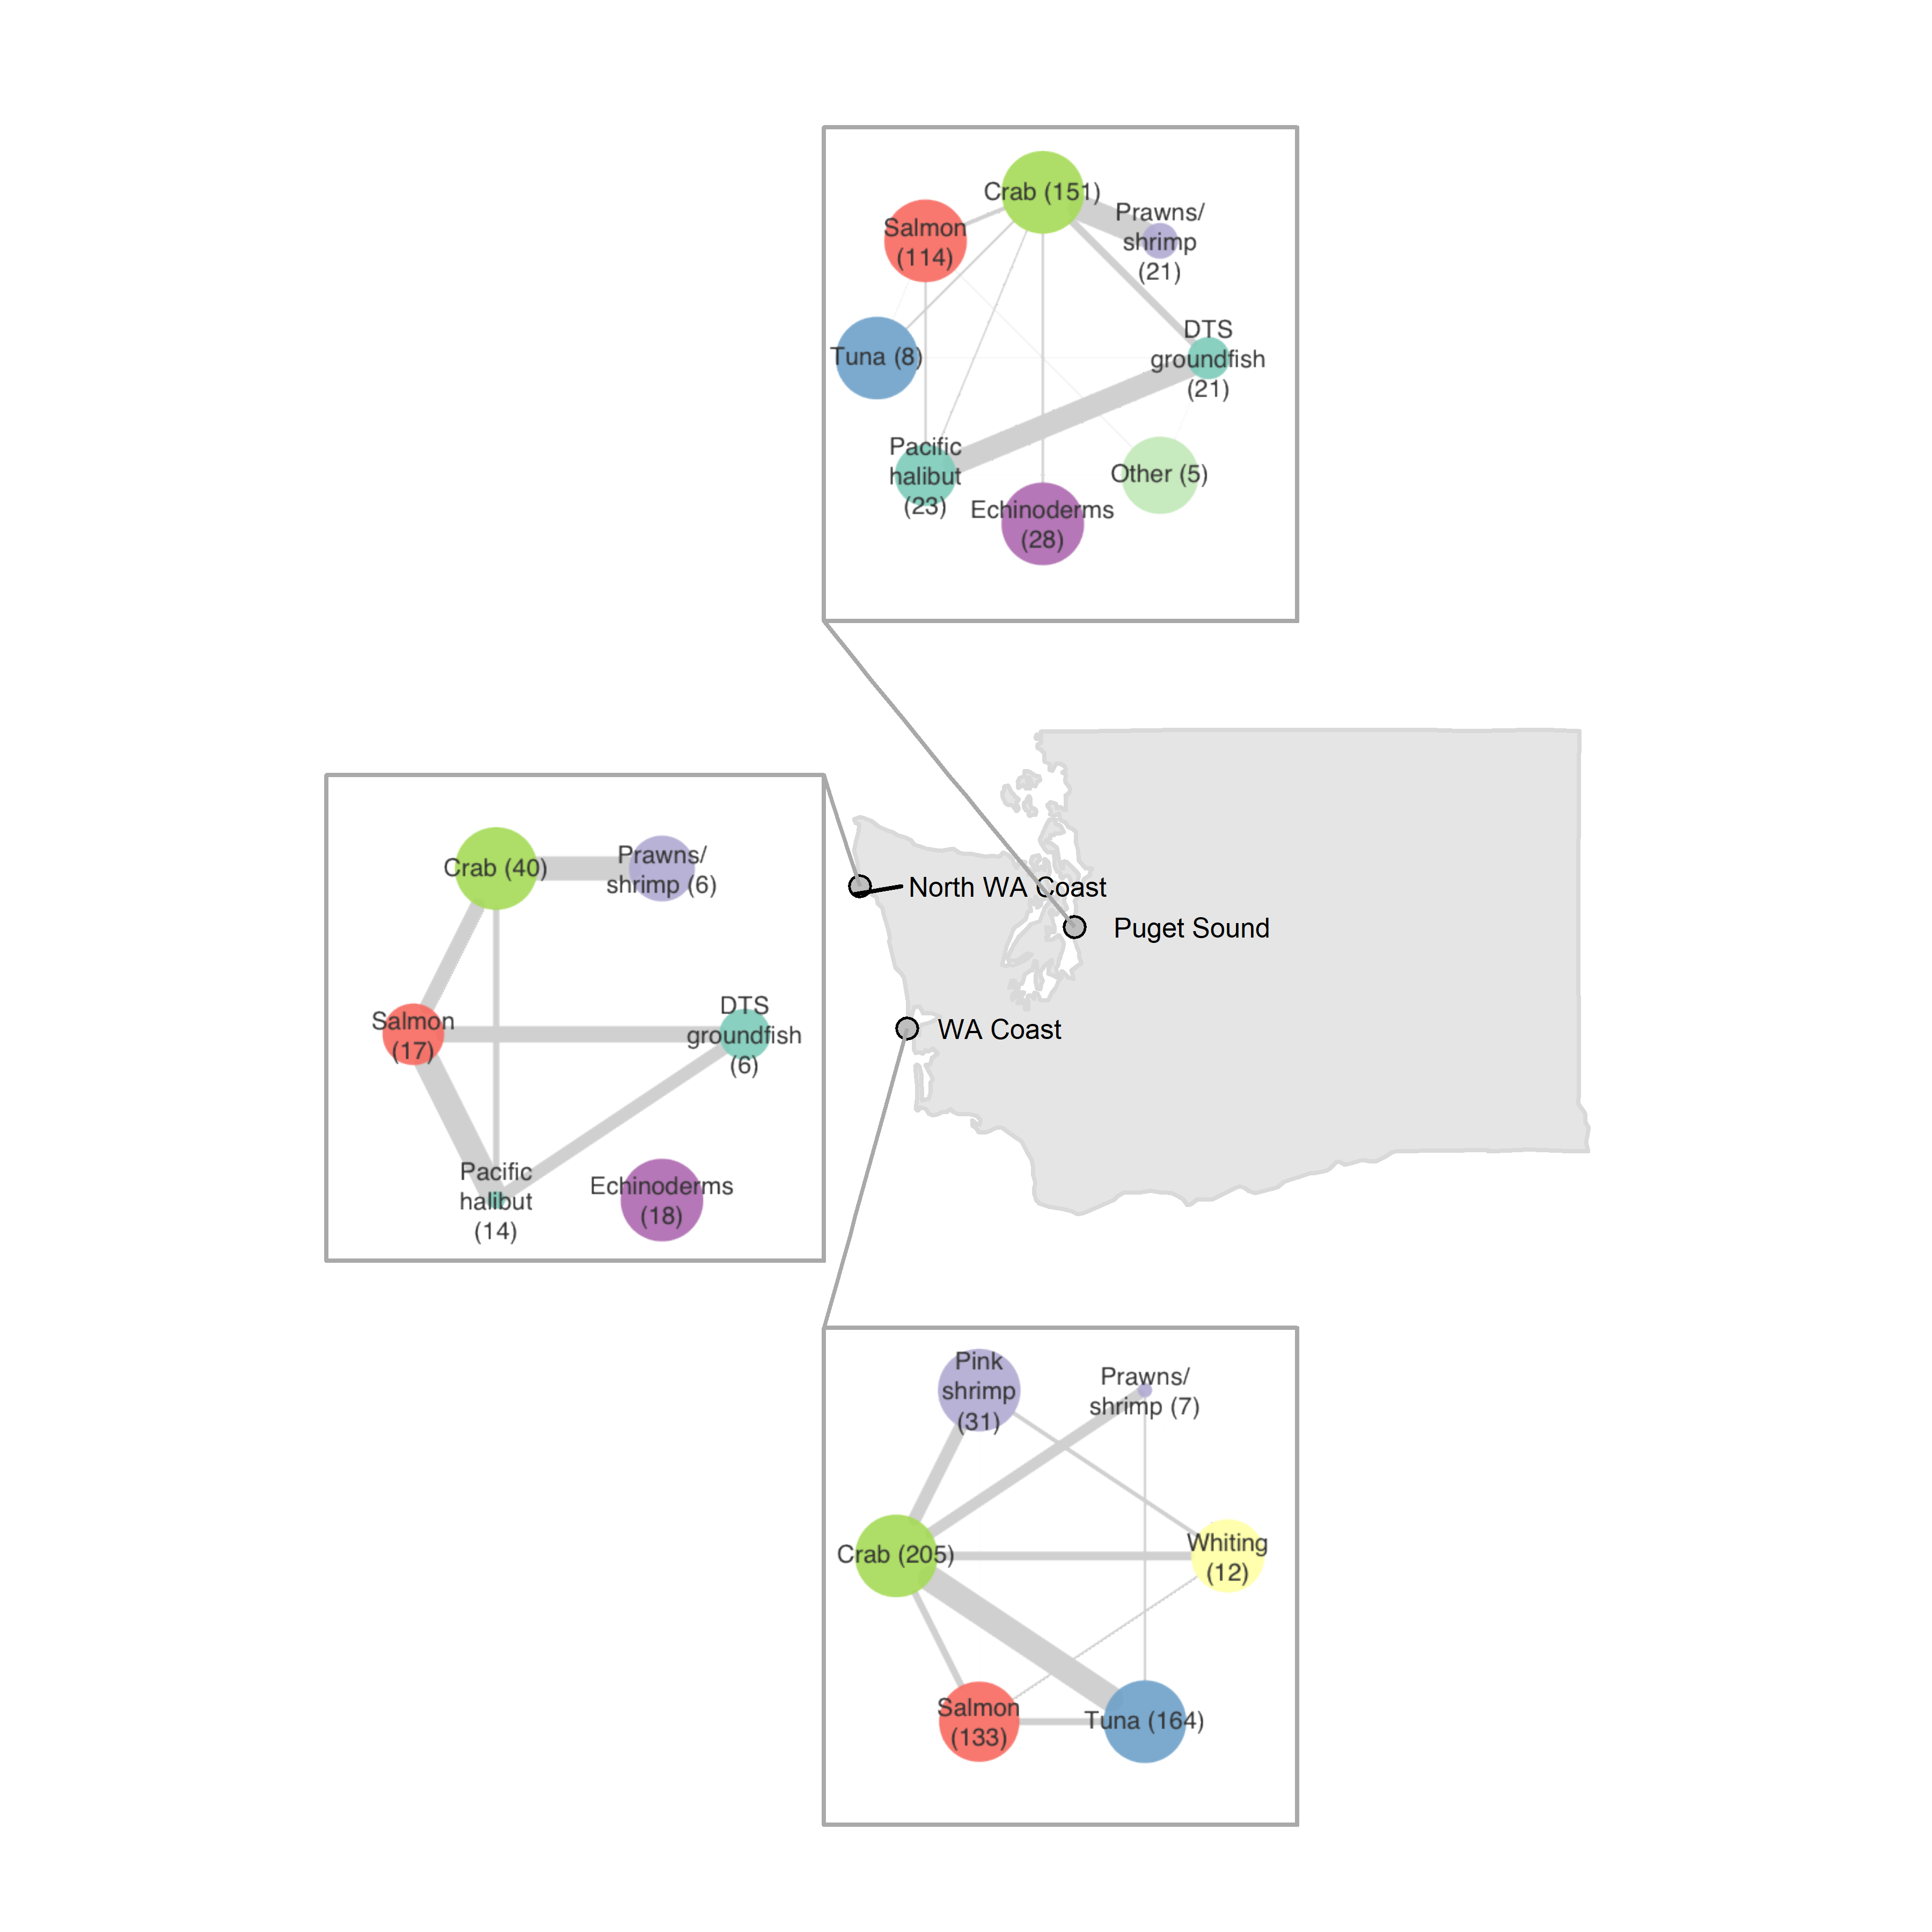 Crab (151)
Prawns/
shrimp
(21)
Salmon
(114)
DTS
groundfish
(21)
Tuna (8)
Pacific
halibut
(23)
Other (5)
Echinoderms
(28)
Crab (40)
Prawns/
shrimp (6)
Salmon
(17)
DTS
groundfish
(6)
Pacific
halibut
(14)
Echinoderms
(18)
North WA Coast
Puget Sound
WA Coast
Pink
shrimp
(31)
Prawns/
shrimp (7)
Crab (205)
Whiting
(12)
Salmon
(133)
Tuna (164)